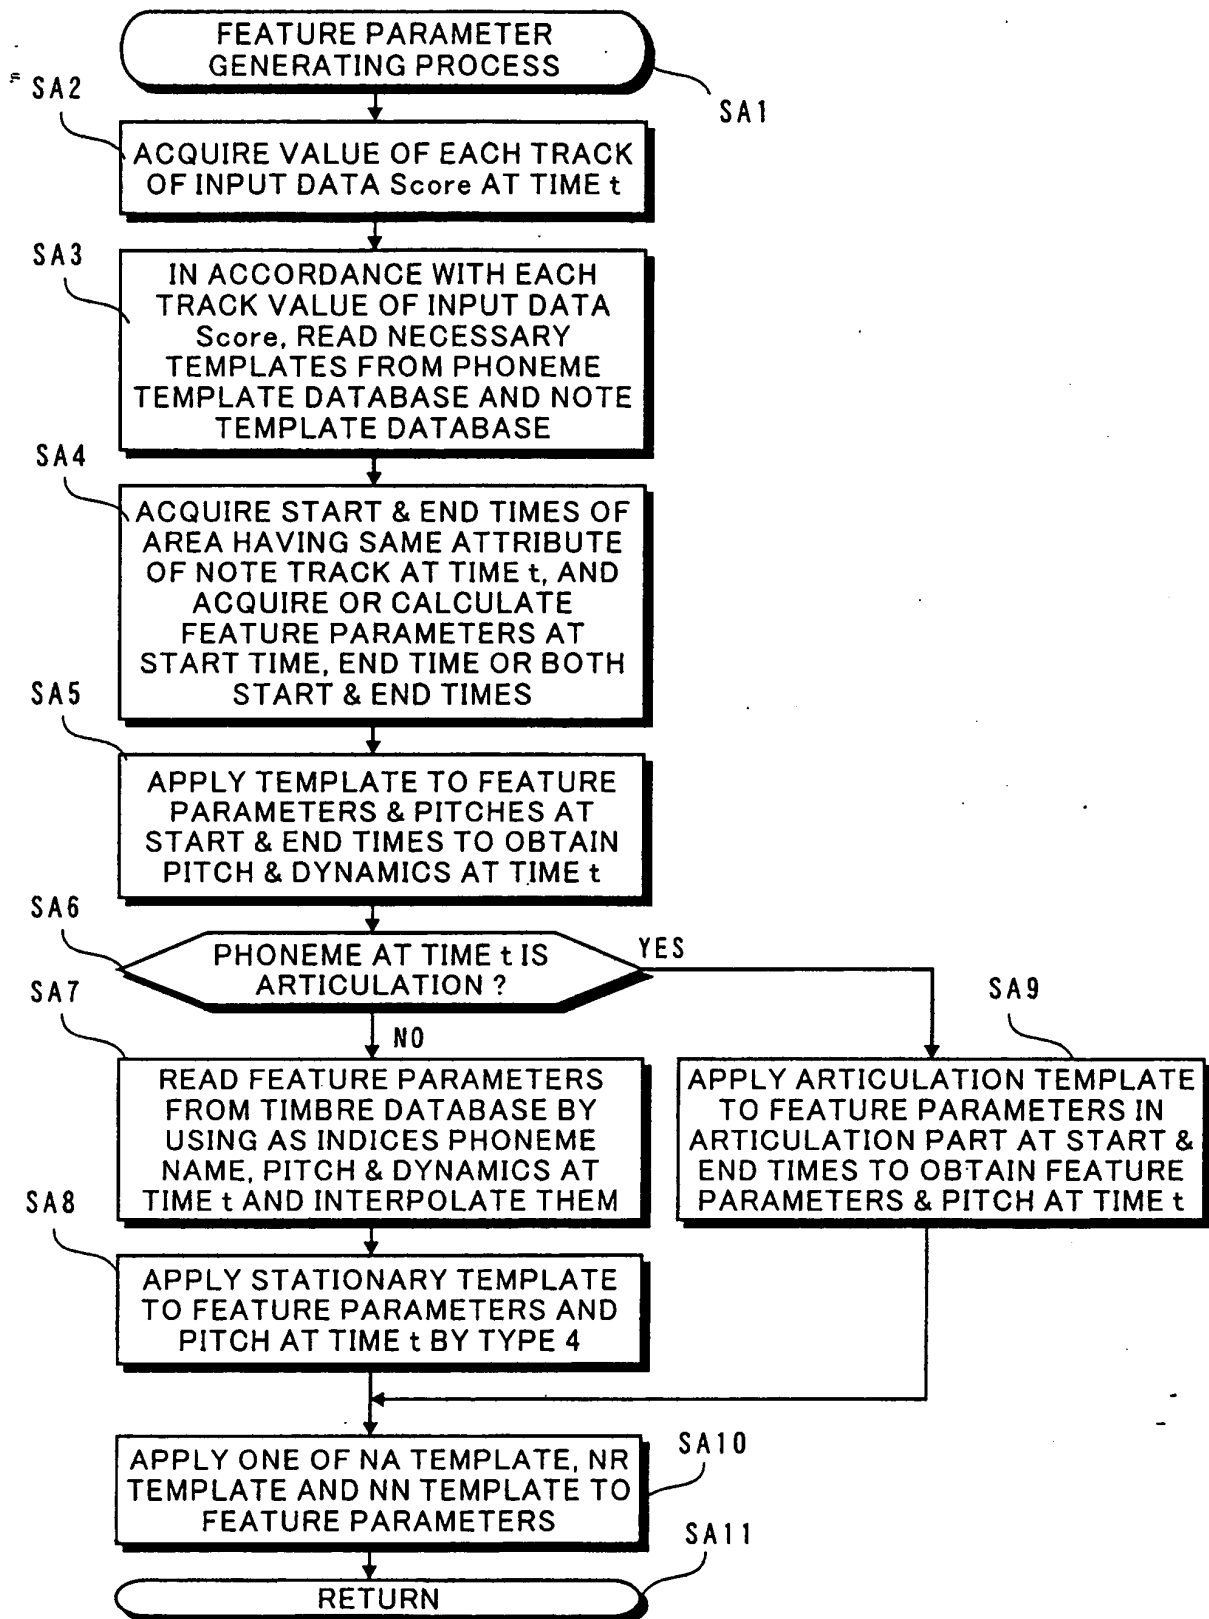 FEATURE PARAMETER
GENERATING PROCESS
SA1
SA2
ACQUIRE VALUE OF EACH TRACK
OF INPUT DATA Score AT TIME t
SA3
IN ACCORDANCE WITH EACH
TRACK VALUE OF INPUT DATA
Score, READ NECESSARY
TEMPLATES FROM PHONEME
TEMPLATE DATABASE AND NOTE
TEMPLATE DATABASE
SA4
ACQUIRE START & END TIMES OF
AREA HAVING SAME ATTRIBUTE
OF NOTE TRACK AT TIME t, AND
ACQUIRE OR CALCULATE
FEATURE PARAMETERS AT
START TIME, END TIME OR BOTH
START & END TIMES
SA5
APPLY TEMPLATE TO FEATURE
PARAMETERS & PITCHES AT
START & END TIMES TO OBTAIN
PITCH & DYNAMICS AT TIME t
SA6
PHONEME AT TIME t IS
ARTICULATION ?
YES
NO
SA7
READ FEATURE PARAMETERS
FROM TIMBRE DATABASE BY
USING AS INDICES PHONEME
NAME, PITCH & DYNAMICS AT
TIME t AND INTERPOLATE THEM
SA9
APPLY ARTICULATION TEMPLATE
TO FEATURE PARAMETERS IN
ARTICULATION PART AT START &
END TIMES TO OBTAIN FEATURE
PARAMETERS & PITCH AT TIME t
SA8
APPLY STATIONARY TEMPLATE
TO FEATURE PARAMETERS AND
PITCH AT TIME t BY TYPE 4
SA10
APPLY ONE OF NA TEMPLATE, NR
TEMPLATE AND NN TEMPLATE TO
FEATURE PARAMETERS
SA11
RETURN